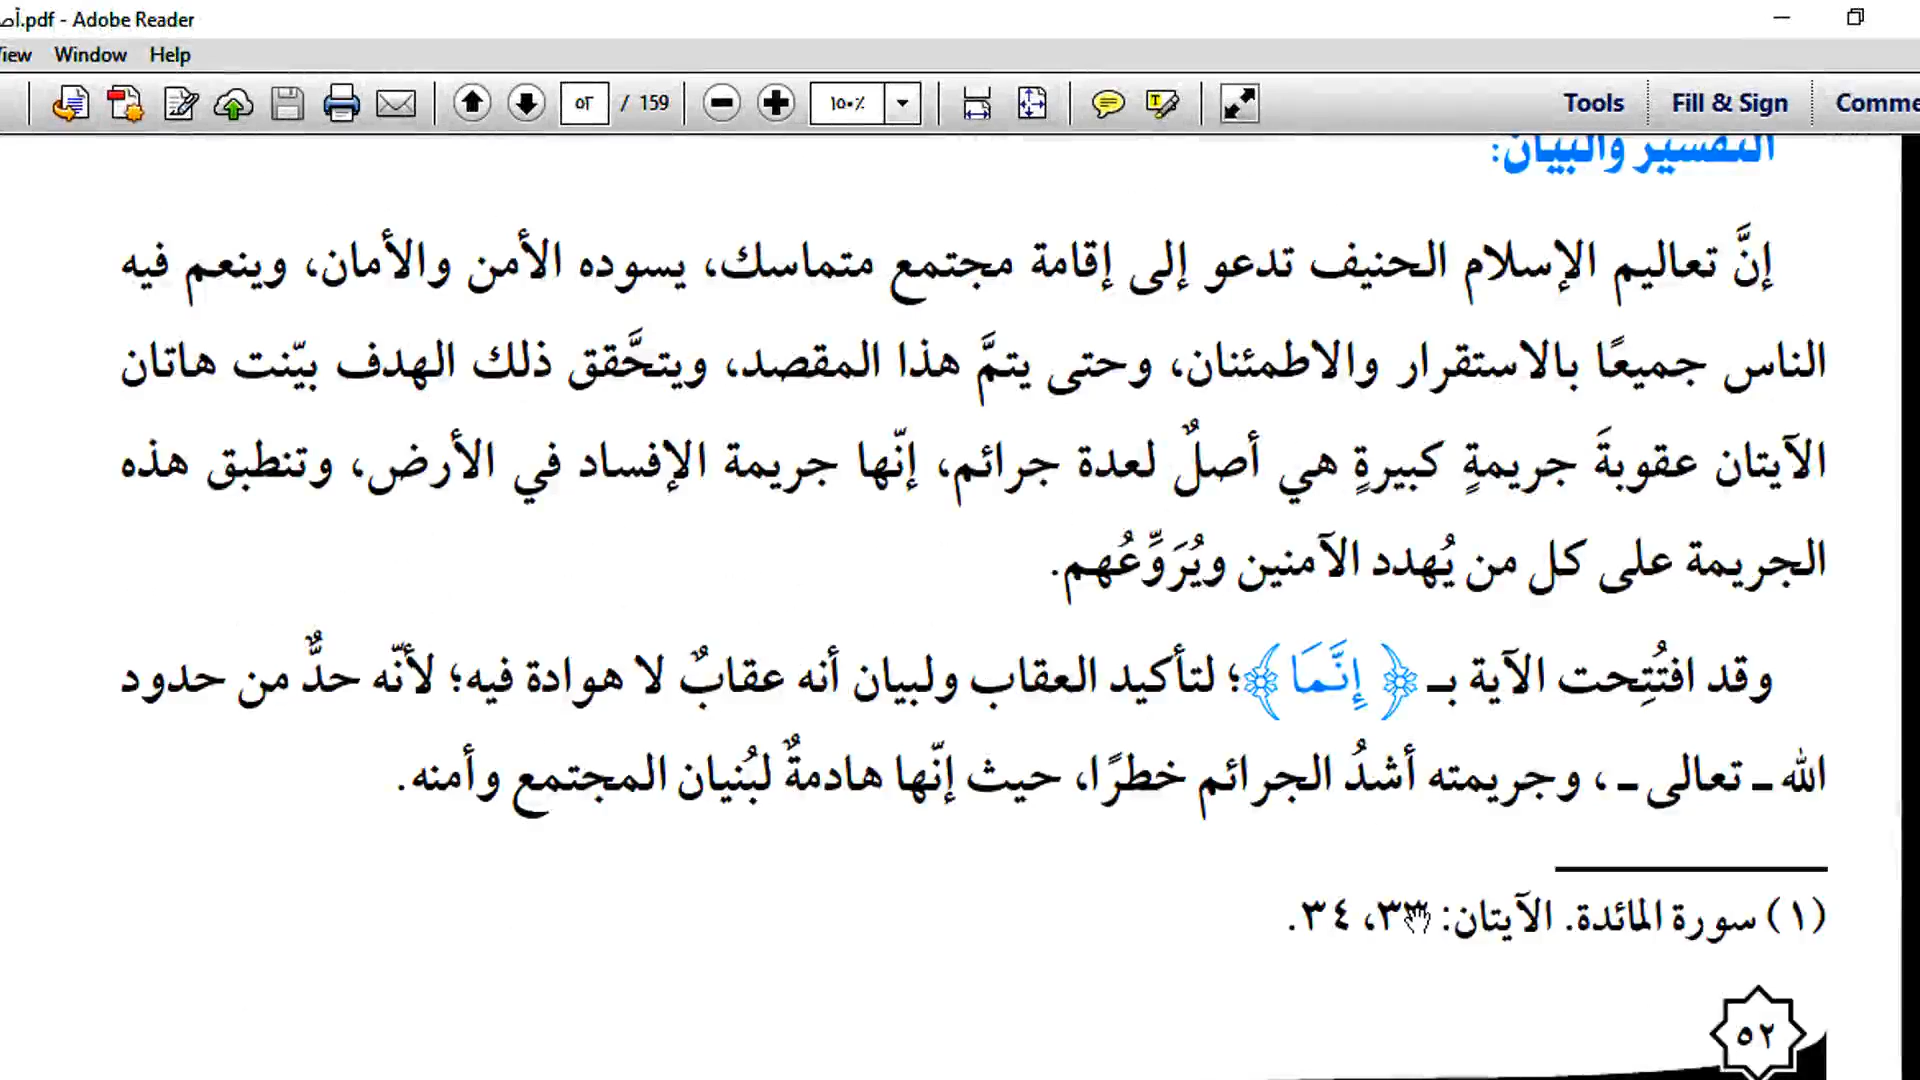 آص.pdf - Adobe Reader
View Window Help
٥٢ / 159 ١٥٠٪ Tools Fill & Sign Comme
التفسير والبيان:
إنَّ تعاليم الإسلام الحنيف تدعو إلى إقامة مجتمع متماسك، يسوده الأمن والأمان، وينعم فيه
الناس جميعًا بالاستقرار والاطمئنان، وحتى يتمَّ هذا المقصد، ويتحَّقق ذلك الهدف بيّنت هاتان
الآيتان عقوبةَ جريمةٍ كبيرةٍ هي أصلٌ لعدة جرائم، إنّها جريمة الإفساد في الأرض، وتنطبق هذه
الجريمة على كل من يُهدد الآمنين ويُرَوِّعُهم.
وقد افتُتِحت الآية بـ ﴿إِنَّمَا﴾؛ لتأكيد العقاب ولبيان أنه عقابٌ لا هوادة فيه؛ لأنّه حدٌّ من حدود
الله ـ تعالى ـ، وجريمته أشدُ الجرائم خطرًا، حيث إنّها هادمةٌ لبُنيان المجتمع وأمنه.
(١) سورة المائدة. الآيتان: ٣٣، ٣٤.
٥٢